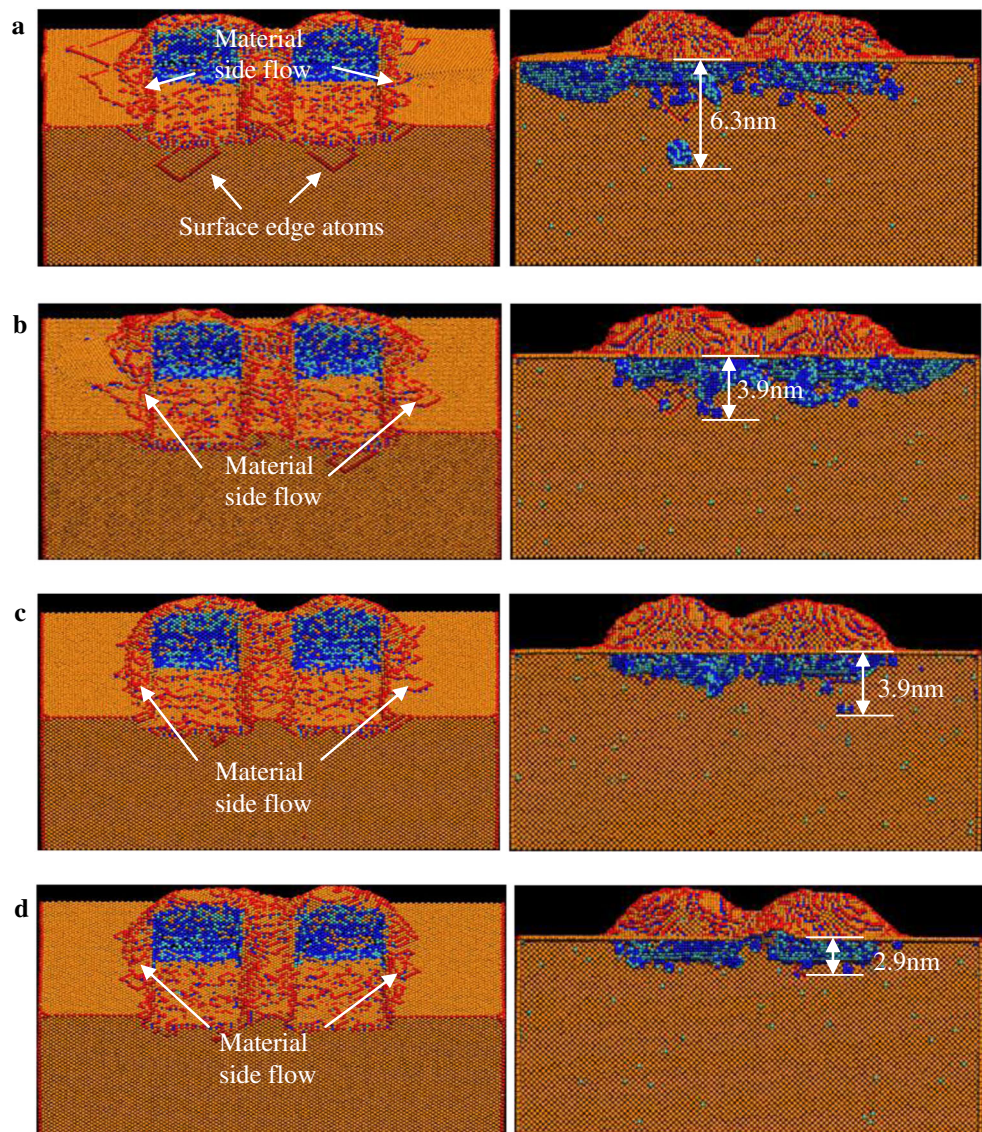 a
Material
side flow
6.3nm
Surface edge atoms
b
3.9nm
Material
side flow
c
3.9nm
Material
side flow
d
2.9nm
Material
side flow